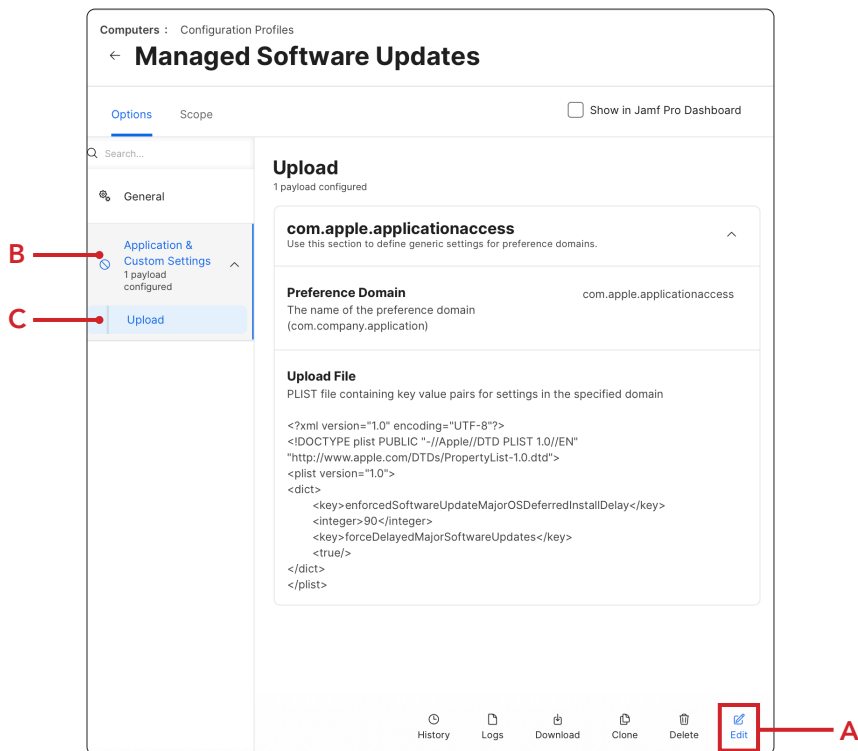 Computers : Configuration Profiles
Managed Software Updates
Options
Scope
Show in Jamf Pro Dashboard
Search...
General
B
Application &
Custom Settings
1 payload
configured
C
Upload
Upload
1 payload configured
com.apple.applicationaccess
Use this section to define generic settings for preference domains.
Preference Domain
com.apple.applicationaccess
The name of the preference domain
(com.company.application)
Upload File
PLIST file containing key value pairs for settings in the specified domain
<?xml version="1.0" encoding="UTF-8"?>
<!DOCTYPE plist PUBLIC "-//Apple//DTD PLIST 1.0//EN"
"http://www.apple.com/DTDs/PropertyList-1.0.dtd">
<plist version="1.0">
<dict>
<key>enforcedSoftwareUpdateMajorOSDeferredInstallDelay</key>
<integer>90</integer>
<key>forceDelayedMajorSoftwareUpdates</key>
<true/>
</dict>
</plist>
History
Logs
Download
Clone
Delete
Edit
A